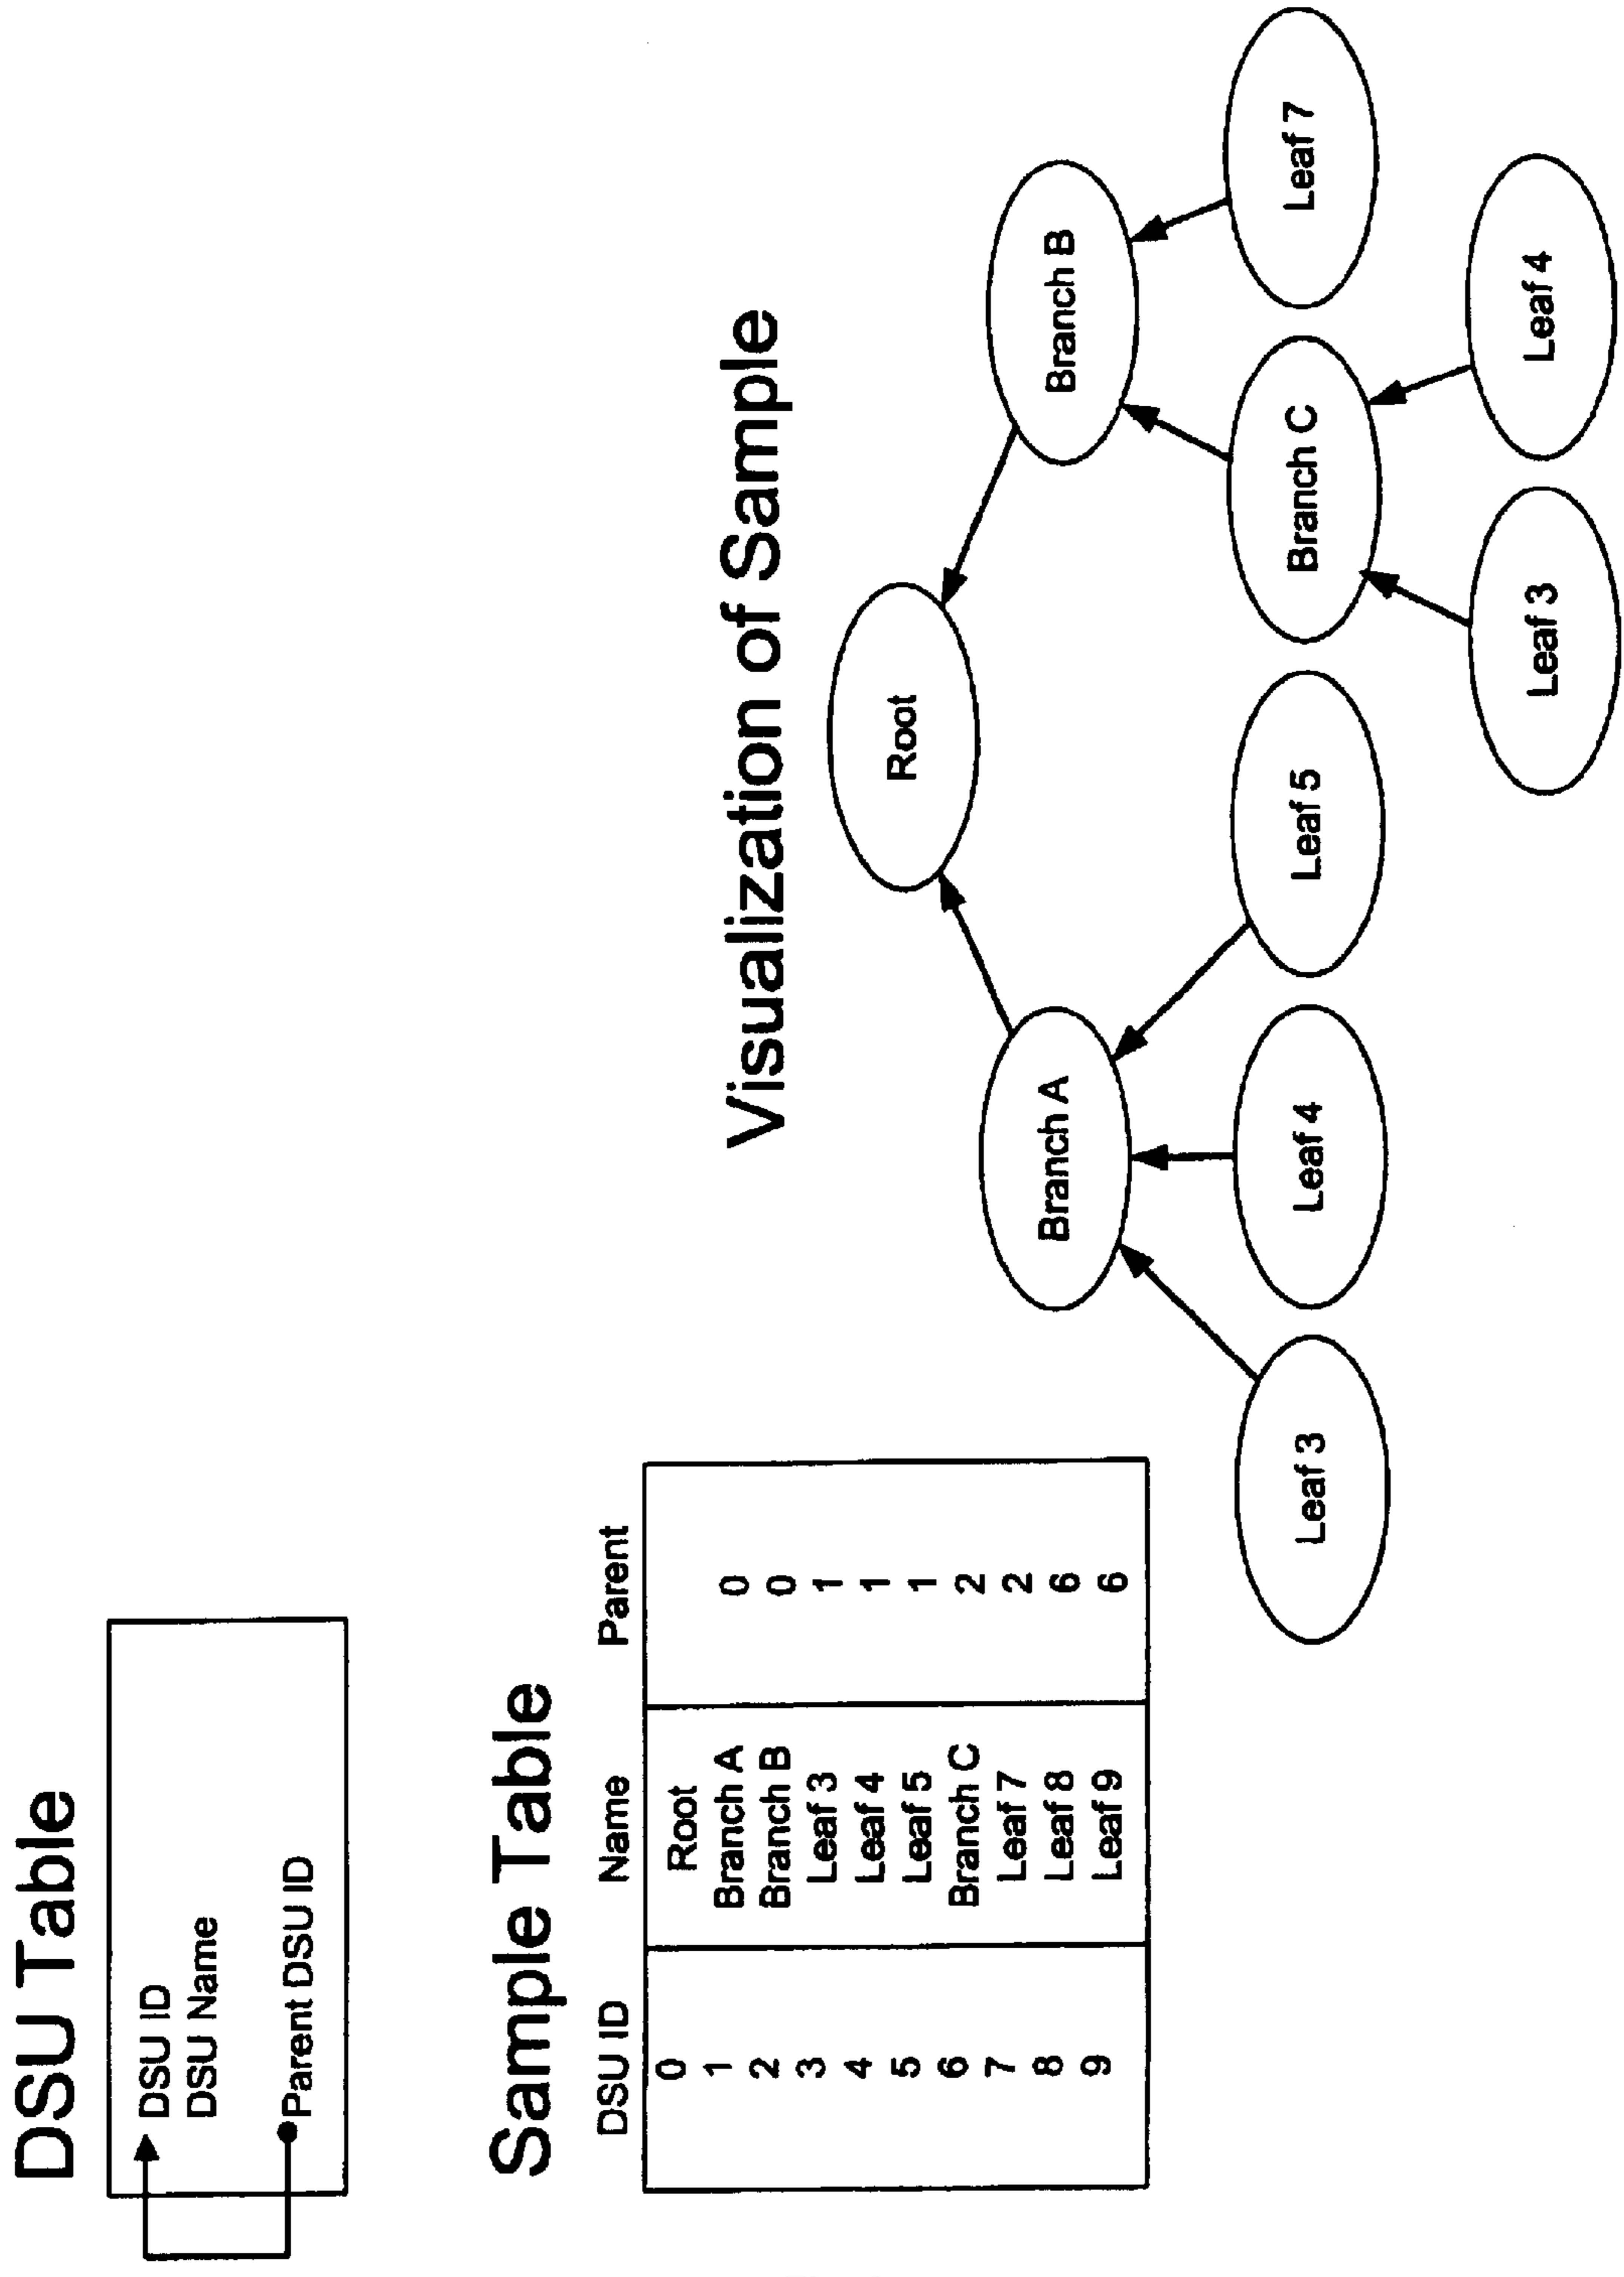 DSU Table
DSU ID
DSU Name
Parent DSU ID
Sample Table
DSU ID Name Parent
0 Root
1 Branch A 0
2 Branch B 0
3 Leaf 3 1
4 Leaf 4 1
5 Leaf 5 1
6 Branch C 2
7 Leaf 7 2
8 Leaf 8 6
9 Leaf 9 6
Visualization of Sample
Root
Branch A
Branch B
Leaf 3
Leaf 4
Leaf 5
Branch C
Leaf 7
Leaf 3
Leaf 4